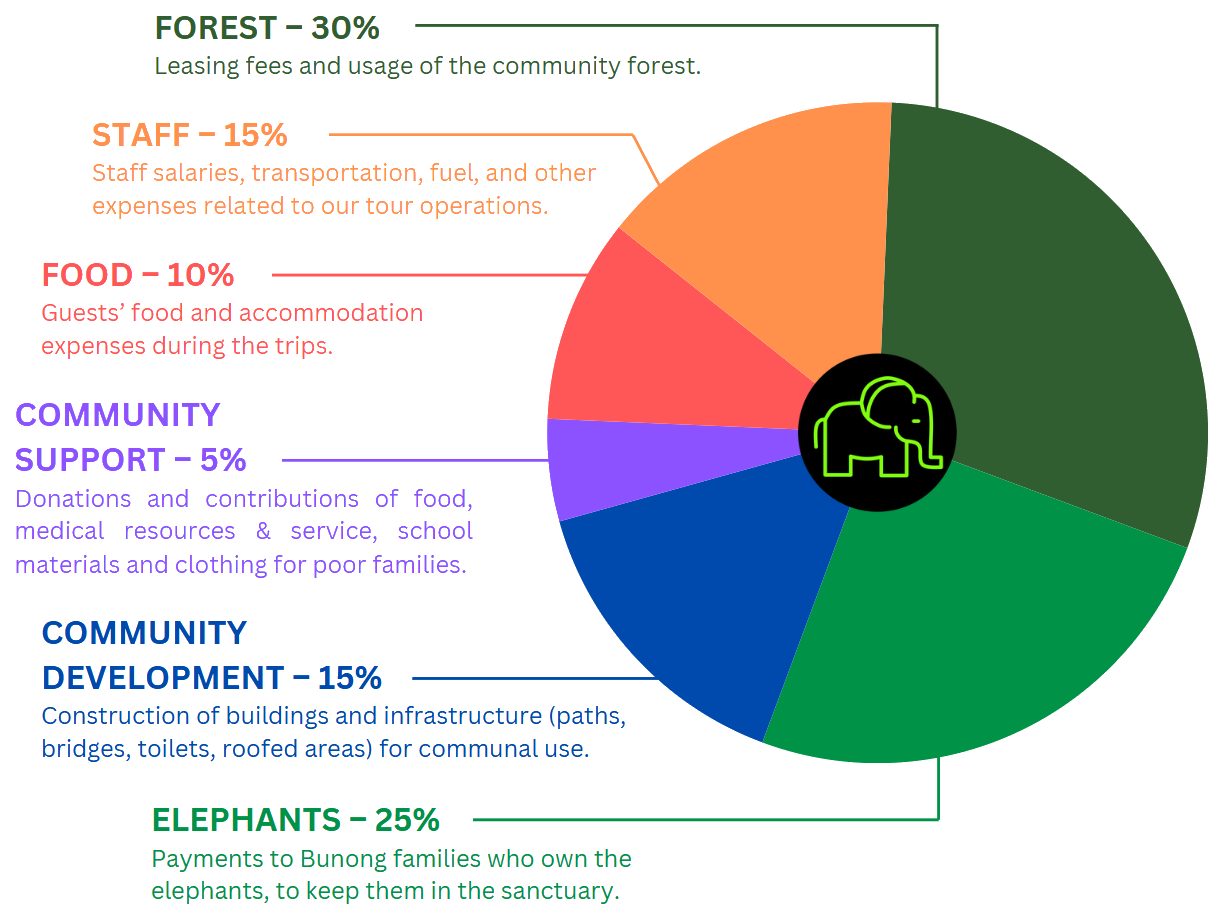 FOREST – 30%
Leasing fees and usage of the community forest.
STAFF – 15%
Staff salaries, transportation, fuel, and other
expenses related to our tour operations.
FOOD – 10%
Guests’ food and accommodation
expenses during the trips.
COMMUNITY
SUPPORT – 5%
Donations and contributions of food,
medical resources & service, school
materials and clothing for poor families.
COMMUNITY
DEVELOPMENT – 15%
Construction of buildings and infrastructure (paths,
bridges, toilets, roofed areas) for communal use.
ELEPHANTS – 25%
Payments to Bunong families who own the
elephants, to keep them in the sanctuary.